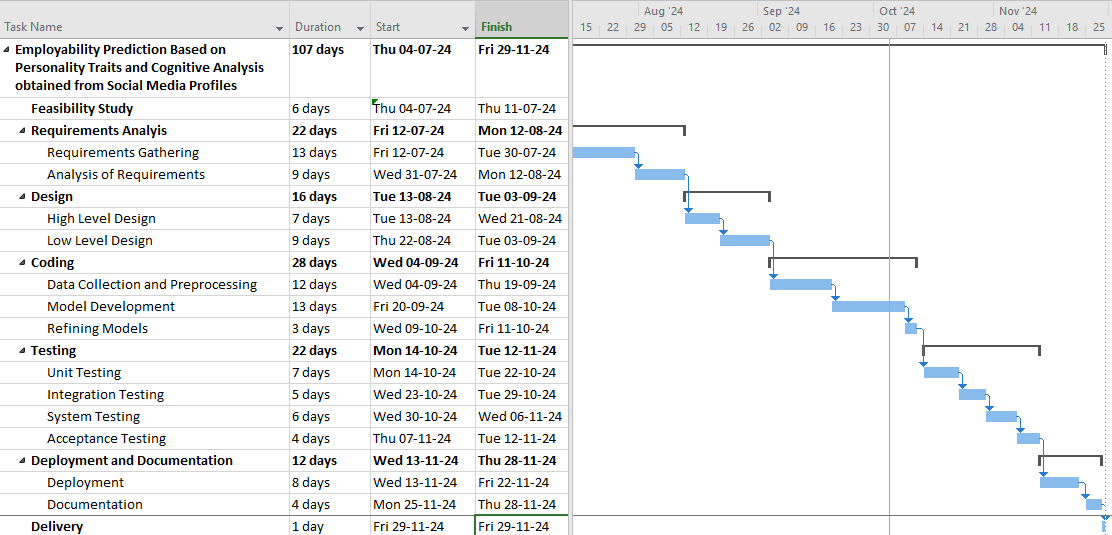 Aug '24 Sep '24 Oct '24 Nov '24
Task Name Duration Start Finish 15 22 29 05 12 19 26 02 09 16 23 30 07 14 21 28 04 11 18 25
Employability Prediction Based on 107 days Thu 04-07-24 Fri 29-11-24
Personality Traits and Cognitive Analysis
obtained from Social Media Profiles
Feasibility Study 6 days Thu 04-07-24 Thu 11-07-24
Requirements Analyis 22 days Fri 12-07-24 Mon 12-08-24
Requirements Gathering 13 days Fri 12-07-24 Tue 30-07-24
Analysis of Requirements 9 days Wed 31-07-24 Mon 12-08-24
Design 16 days Tue 13-08-24 Tue 03-09-24
High Level Design 7 days Tue 13-08-24 Wed 21-08-24
Low Level Design 9 days Thu 22-08-24 Tue 03-09-24
Coding 28 days Wed 04-09-24 Fri 11-10-24
Data Collection and Preprocessing 12 days Wed 04-09-24 Thu 19-09-24
Model Development 13 days Fri 20-09-24 Tue 08-10-24
Refining Models 3 days Wed 09-10-24 Fri 11-10-24
Testing 22 days Mon 14-10-24 Tue 12-11-24
Unit Testing 7 days Mon 14-10-24 Tue 22-10-24
Integration Testing 5 days Wed 23-10-24 Tue 29-10-24
System Testing 6 days Wed 30-10-24 Wed 06-11-24
Acceptance Testing 4 days Thu 07-11-24 Tue 12-11-24
Deployment and Documentation 12 days Wed 13-11-24 Thu 28-11-24
Deployment 8 days Wed 13-11-24 Fri 22-11-24
Documentation 4 days Mon 25-11-24 Thu 28-11-24
Delivery 1 day Fri 29-11-24 Fri 29-11-24